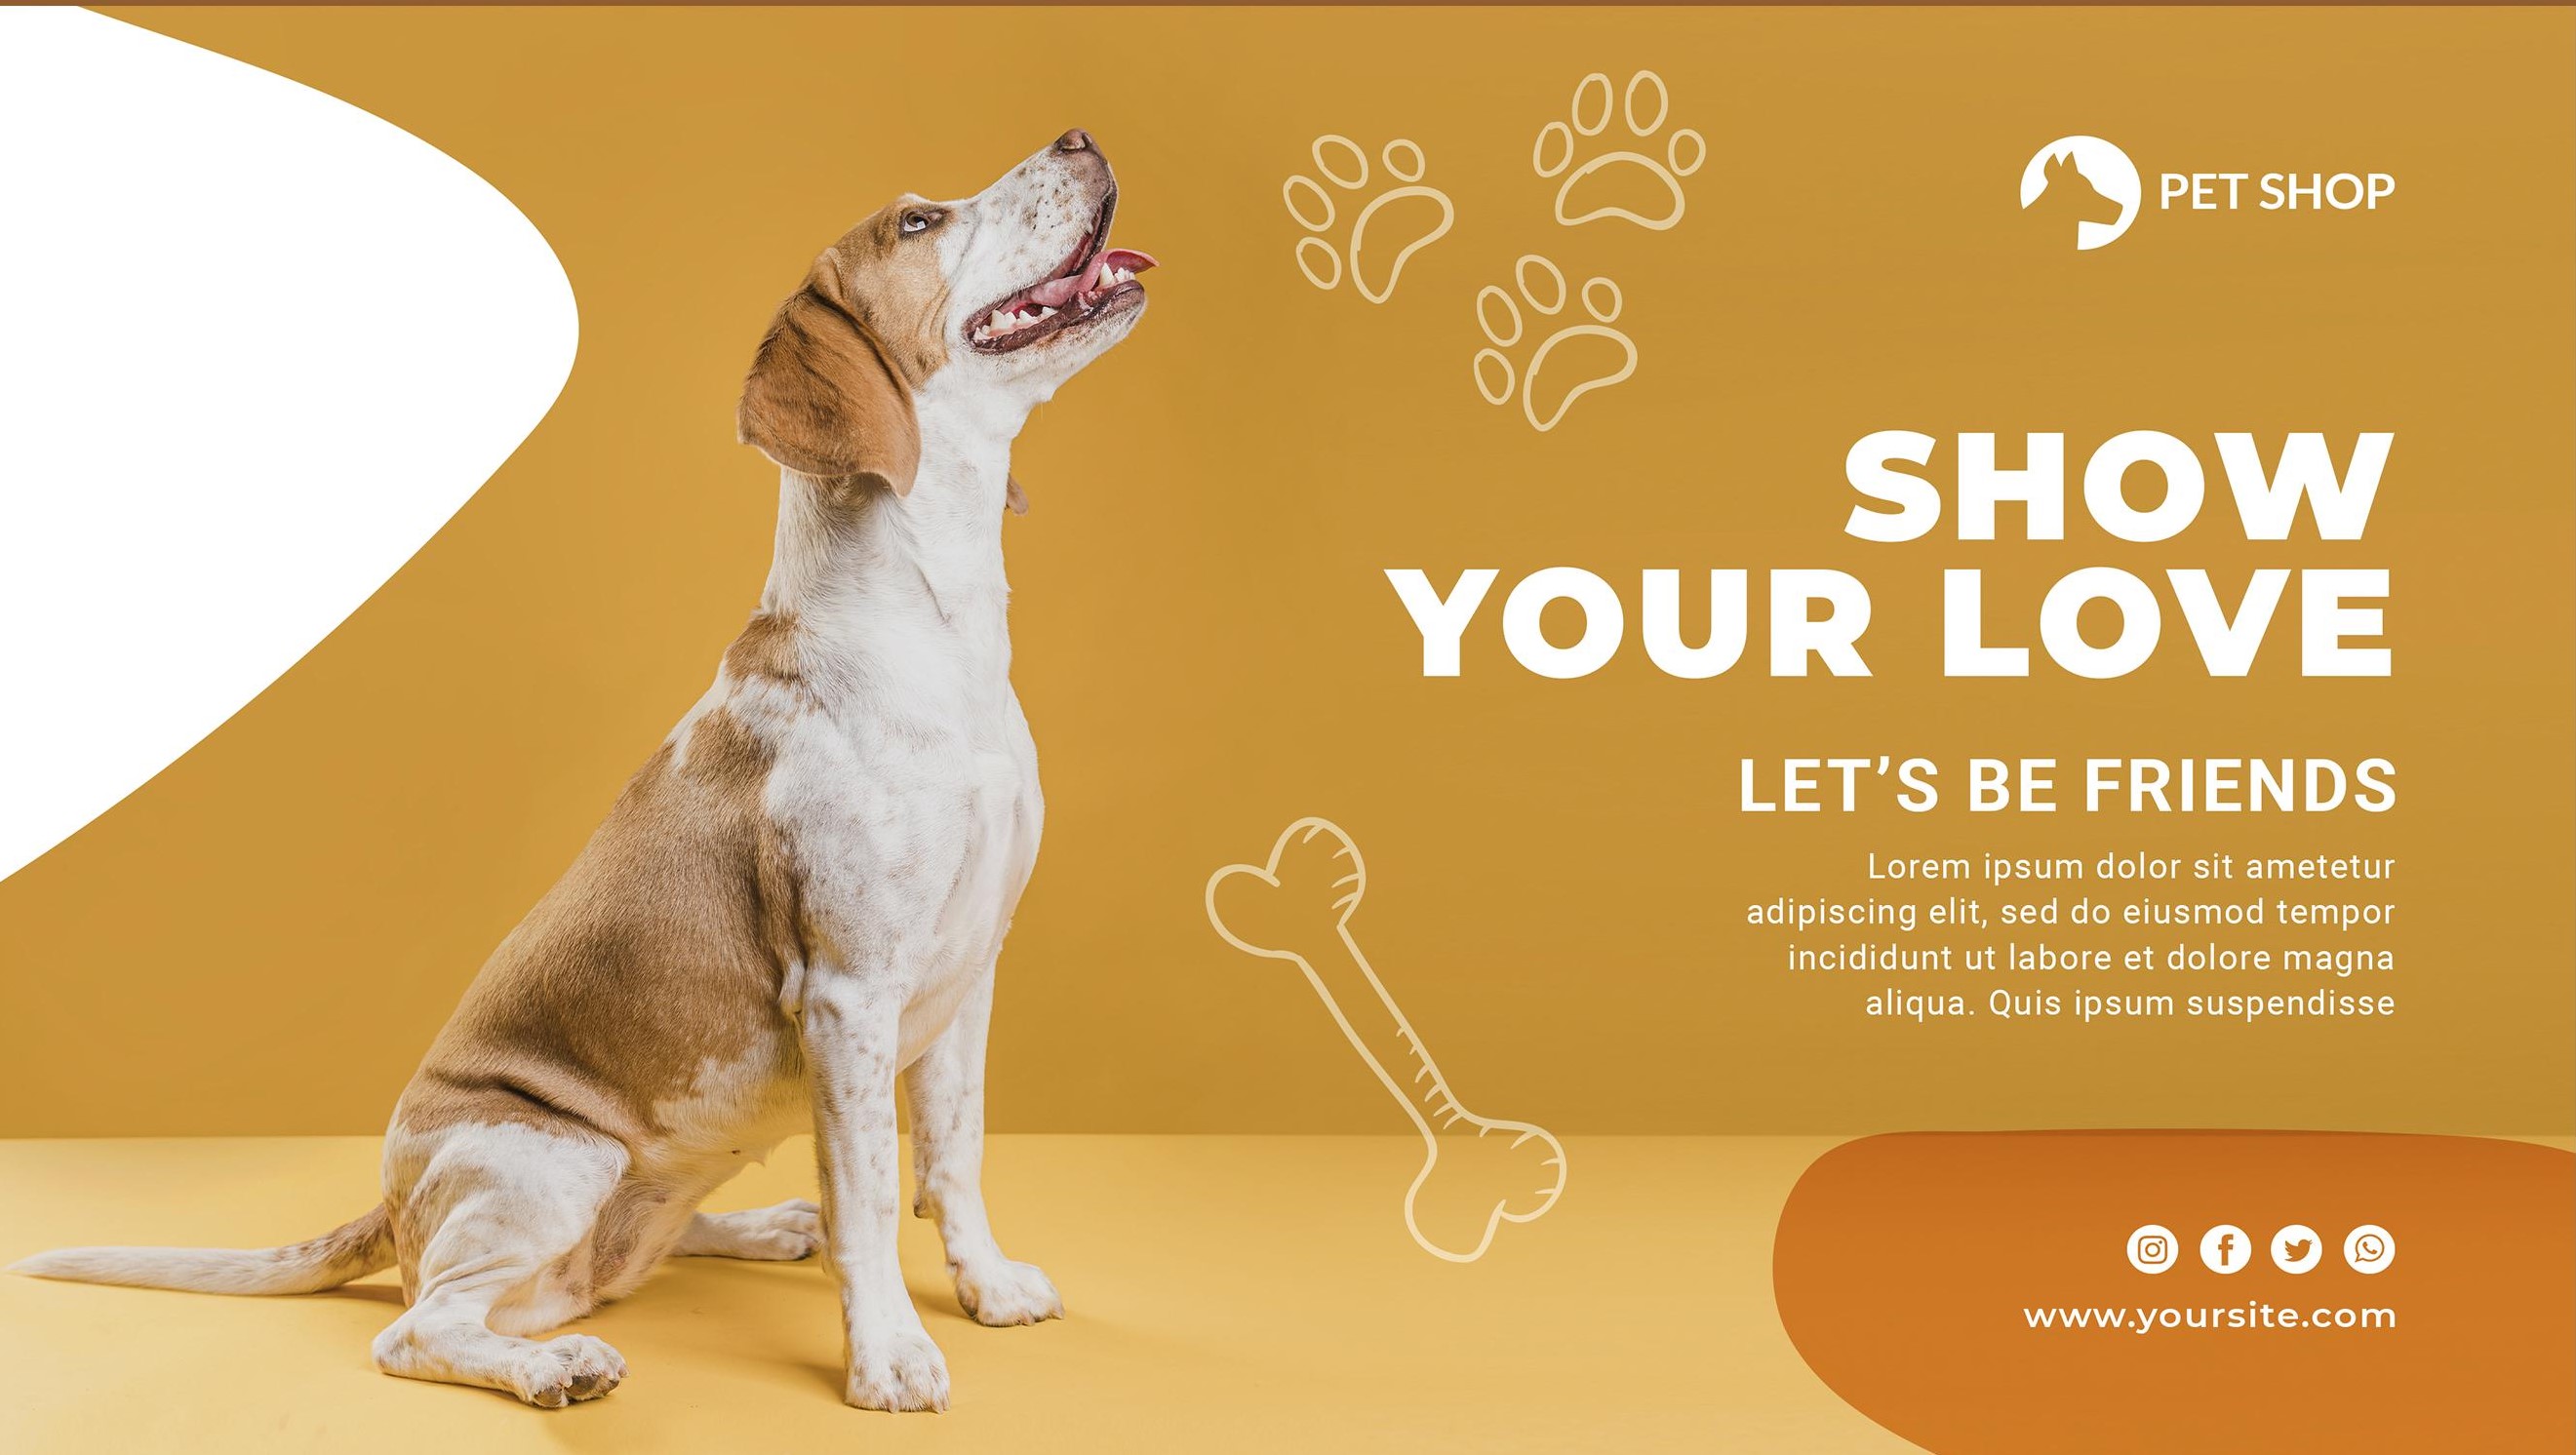 PET SHOP
SHOW
YOUR LOVE
LET’S BE FRIENDS
Lorem ipsum dolor sit ametetur
adipiscing elit, sed do eiusmod tempor
incididunt ut labore et dolore magna
aliqua. Quis ipsum suspendisse
www.yoursite.com